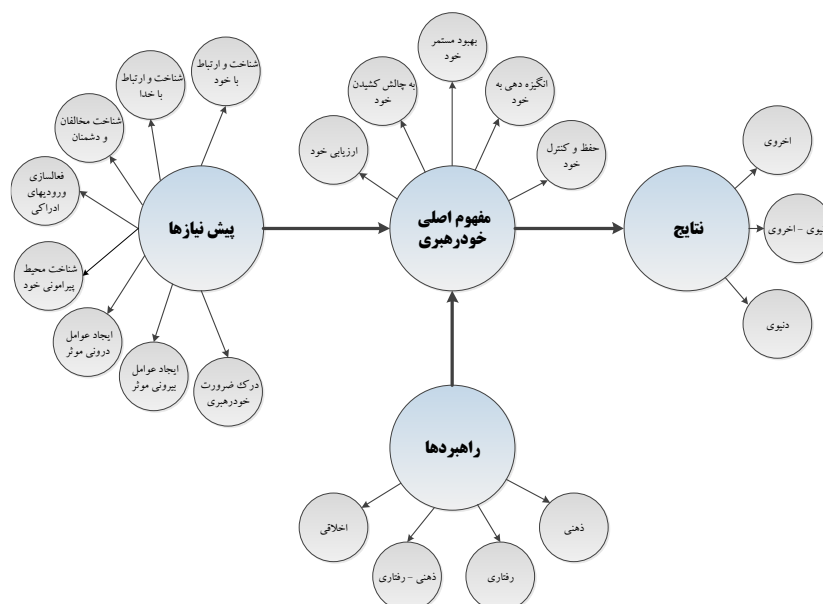 شناخت و ارتباط
با خود
شناخت و ارتباط
با خدا
شناخت مخالفان
و دشمنان
فعالسازی
ورودیهای
ادراکی
شناخت محیط
پیرامونی خود
ایجاد عوامل
درونی موثر
ایجاد عوامل
بیرونی موثر
درک ضرورت
خودرهبری
پیش نیازها
بهبود مستمر
خود
به چالش کشیدن
خود
انگیزه دهی به
خود
ارزیابی خود
حفظ و کنترل
خود
مفهوم اصلی
خودرهبری
اخروی
نیوی - اخروی
دنیوی
نتایج
راهبردها
اخلاقی
ذهنی - رفتاری
رفتاری
ذهنی